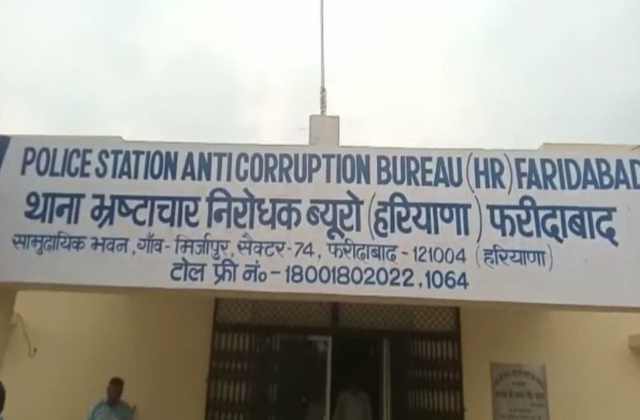 POLICE STATION ANTI CORRUPTION BUREAU (HR) FARIDABAD
थाना भ्रष्टाचार निरोधक ब्यूरो (हरियाणा) फरीदाबाद
सामुदायिक भवन, गाँव- मिर्जापुर, सैक्टर-74, फरीदाबाद - 121004 (हरियाणा)
टोल फ्री नं०- 18001802022, 1064